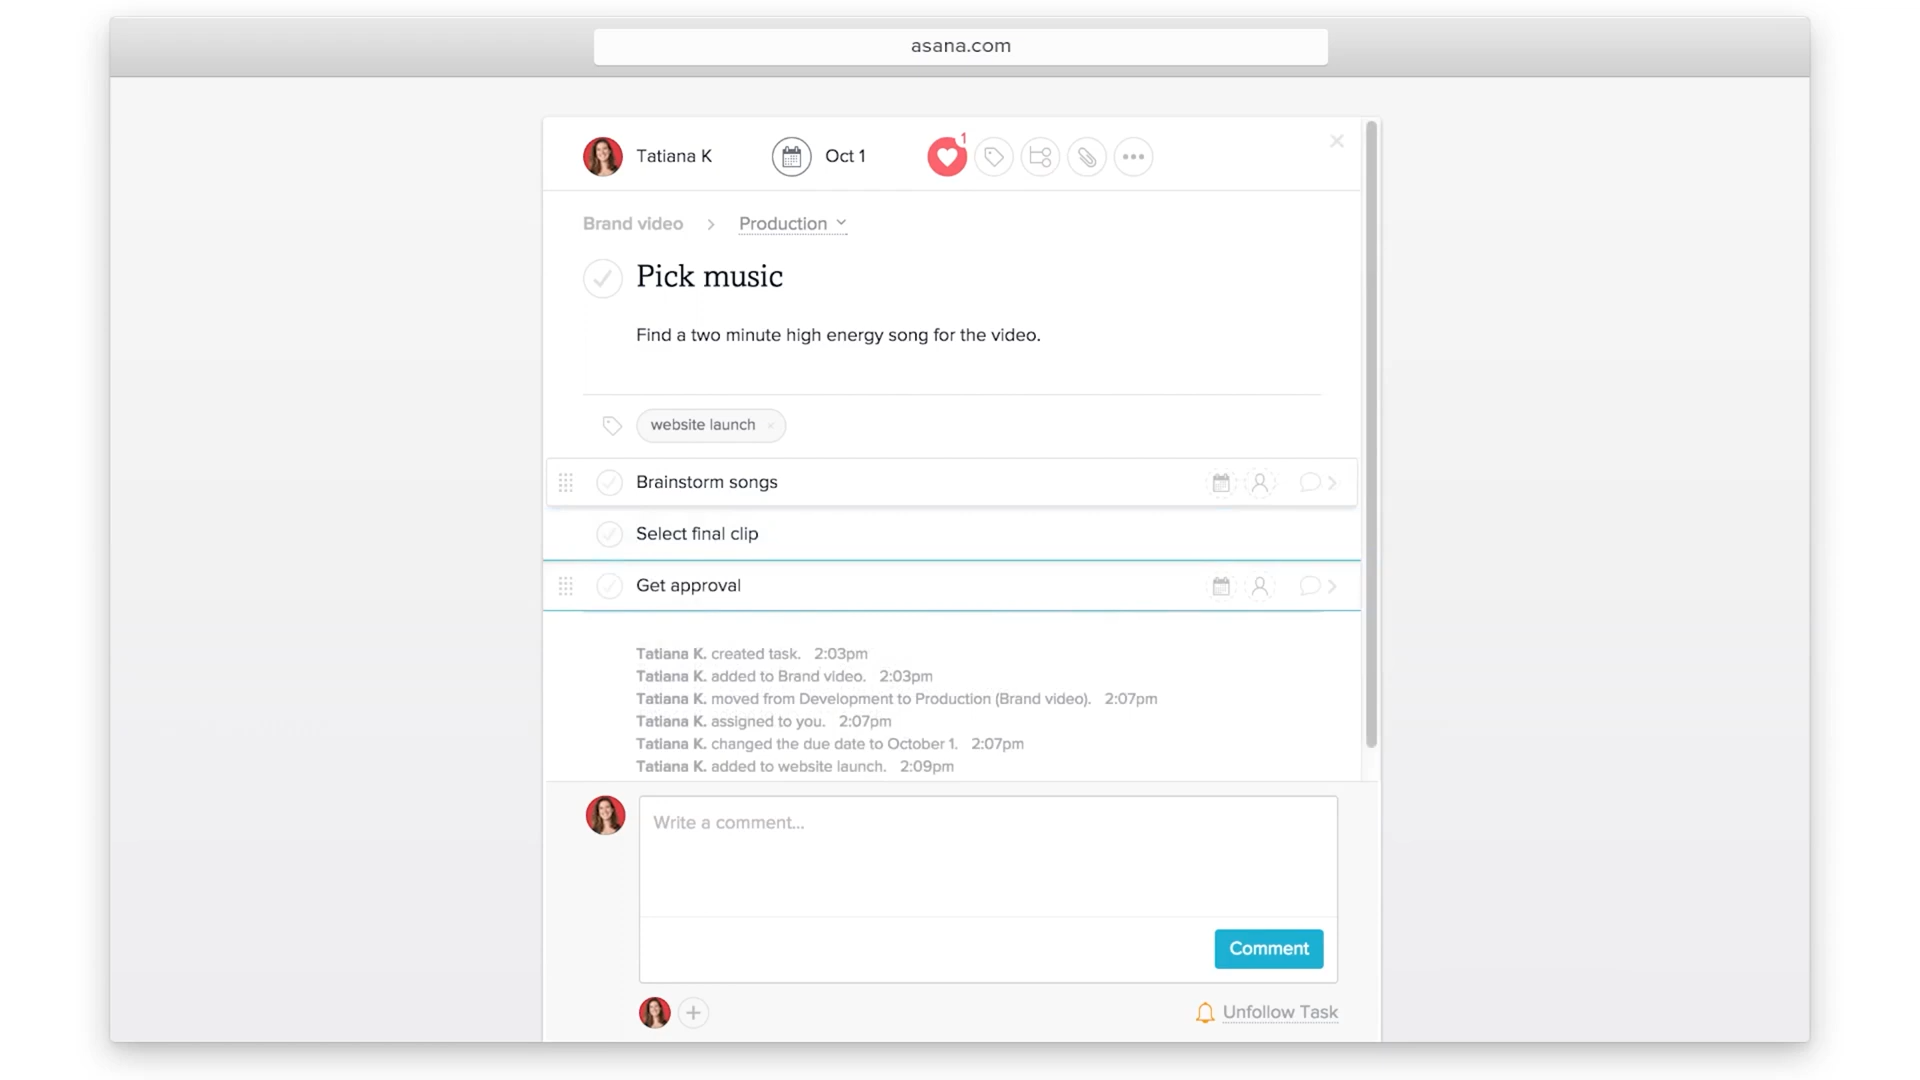 asana.com
Tatiana K
Oct 1
1
Brand video > Production
Pick music
Find a two minute high energy song for the video.
website launch ×
Brainstorm songs
Select final clip
Get approval
Tatiana K. created task. 2:03pm
Tatiana K. added to Brand video. 2:03pm
Tatiana K. moved from Development to Production (Brand video). 2:07pm
Tatiana K. assigned to you. 2:07pm
Tatiana K. changed the due date to October 1. 2:07pm
Tatiana K. added to website launch. 2:09pm
Write a comment...
Comment
Unfollow Task